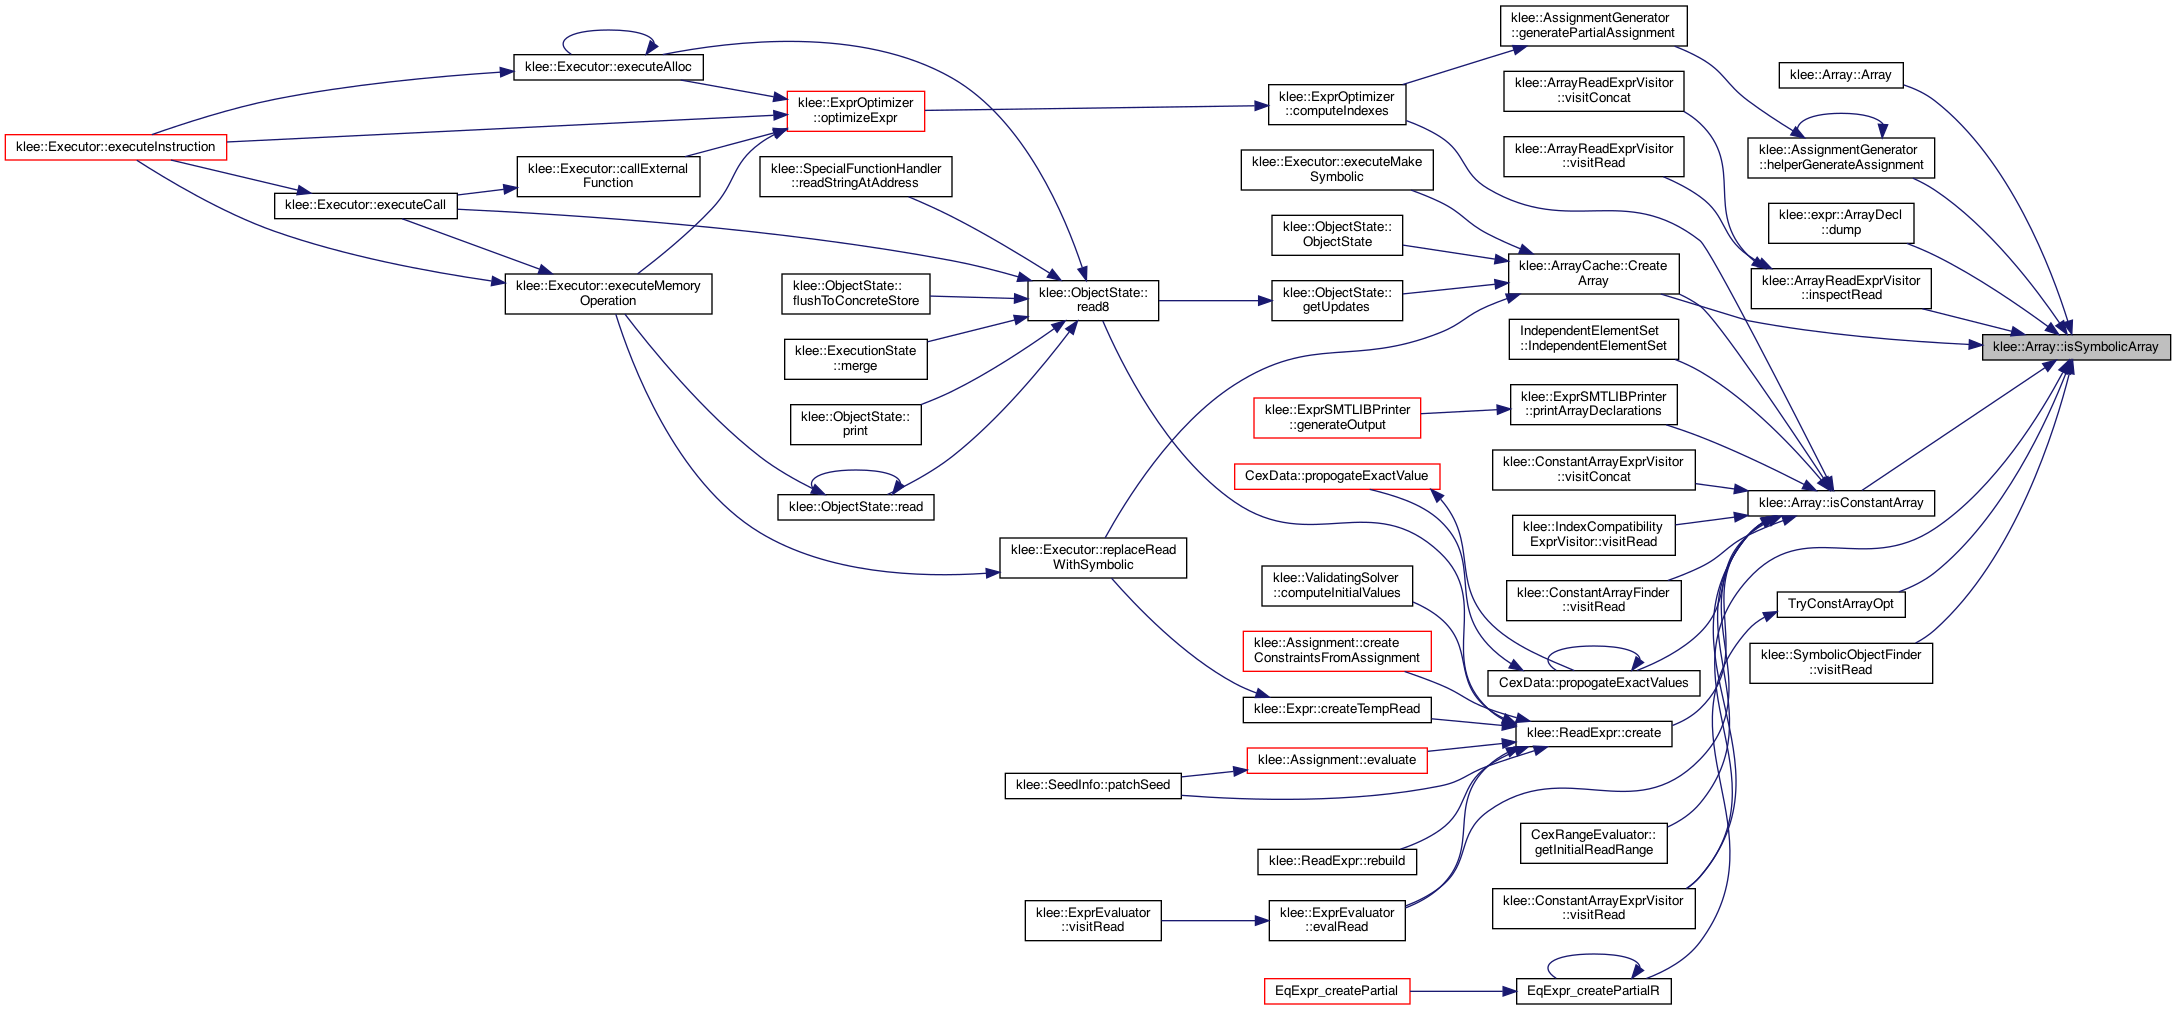 klee::Executor::executeInstruction
klee::Executor::executeAlloc
klee::Executor::callExternal
Function
klee::Executor::executeCall
klee::Executor::executeMemory
Operation
klee::ExprOptimizer
::optimizeExpr
klee::SpecialFunctionHandler
::readStringAtAddress
klee::ObjectState::
flushToConcreteStore
klee::ExecutionState
::merge
klee::ObjectState::
print
klee::ObjectState::read
klee::ObjectState::
read8
klee::Executor::replaceRead
WithSymbolic
klee::SeedInfo::patchSeed
klee::ExprEvaluator
::visitRead
klee::ExprOptimizer
::computeIndexes
klee::Executor::executeMake
Symbolic
klee::ObjectState::
ObjectState
klee::ObjectState::
getUpdates
klee::ExprSMTLIBPrinter
::generateOutput
CexData::propogateExactValue
klee::ValidatingSolver
::computeInitialValues
klee::Assignment::create
ConstraintsFromAssignment
klee::Expr::createTempRead
klee::Assignment::evaluate
klee::ReadExpr::rebuild
klee::ExprEvaluator
::evalRead
EqExpr_createPartial
klee::AssignmentGenerator
::generatePartialAssignment
klee::ArrayReadExprVisitor
::visitConcat
klee::ArrayReadExprVisitor
::visitRead
klee::ArrayCache::Create
Array
IndependentElementSet
::IndependentElementSet
klee::ExprSMTLIBPrinter
::printArrayDeclarations
klee::ConstantArrayExprVisitor
::visitConcat
klee::IndexCompatibility
ExprVisitor::visitRead
klee::ConstantArrayFinder
::visitRead
CexData::propogateExactValues
klee::ReadExpr::create
CexRangeEvaluator::
getInitialReadRange
klee::ConstantArrayExprVisitor
::visitRead
EqExpr_createPartialR
klee::Array::Array
klee::AssignmentGenerator
::helperGenerateAssignment
klee::expr::ArrayDecl
::dump
klee::ArrayReadExprVisitor
::inspectRead
klee::Array::isConstantArray
TryConstArrayOpt
klee::SymbolicObjectFinder
::visitRead
klee::Array::isSymbolicArray